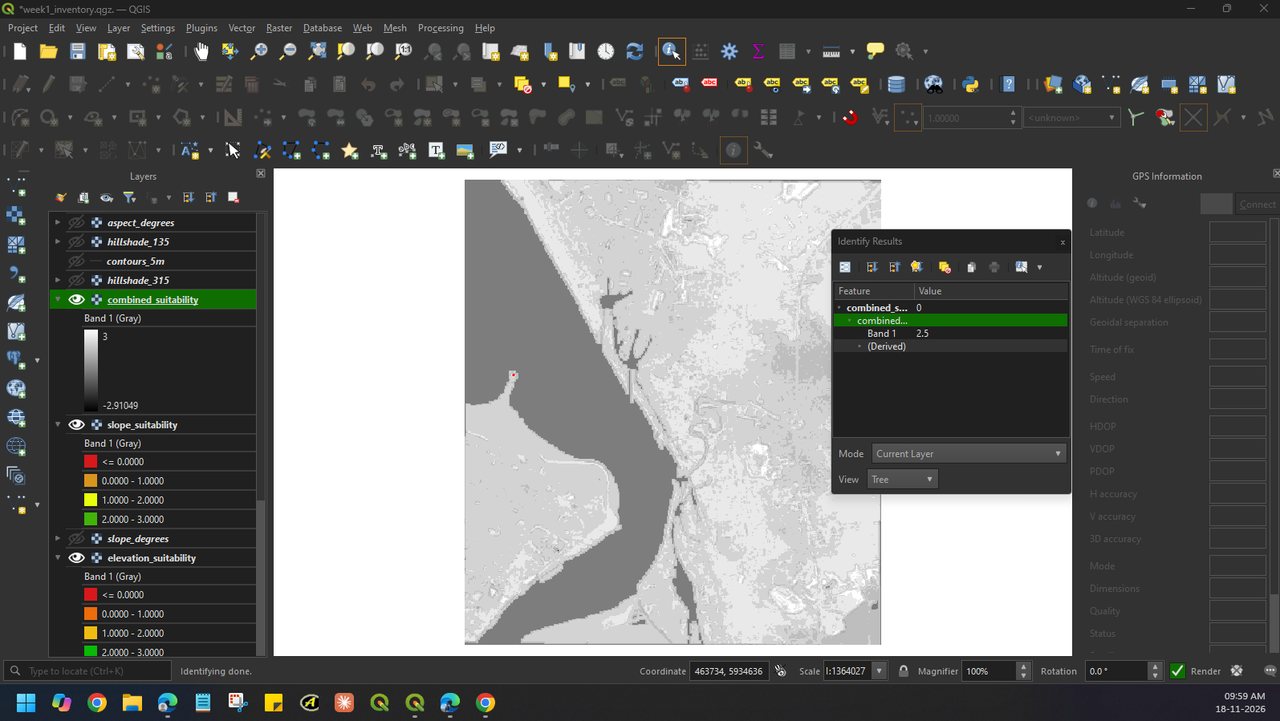 *week1_inventory.qgz. — QGIS
Project Edit View Layer Settings Plugins Vector Raster Database Web Mesh Processing Help
1.00000 <unknown>
Layers
aspect_degrees
hillshade_135
contours_5m
hillshade_315
combined_suitability
Band 1 (Gray)
3
-2.91049
slope_suitability
Band 1 (Gray)
<= 0.0000
0.0000 - 1.0000
1.0000 - 2.0000
2.0000 - 3.0000
slope_degrees
elevation_suitability
Band 1 (Gray)
<= 0.0000
0.0000 - 1.0000
1.0000 - 2.0000
2.0000 - 3.0000
Identify Results
Feature Value
combined_s... 0
combined...
Band 1 2.5
(Derived)
Mode Current Layer
View Tree
GPS Information
Connect
Latitude
Longitude
Altitude (geoid)
Altitude (WGS 84 ellipsoid)
Geoidal separation
Time of fix
Speed
Direction
HDOP
VDOP
PDOP
H accuracy
V accuracy
3D accuracy
Mode
Dimensions
Quality
Status
Type to locate (Ctrl+K) Identifying done. Coordinate 463734, 5934636 Scale 1:1364027 Magnifier 100% Rotation 0.0 ° Render
09:59 AM
18-11-2026